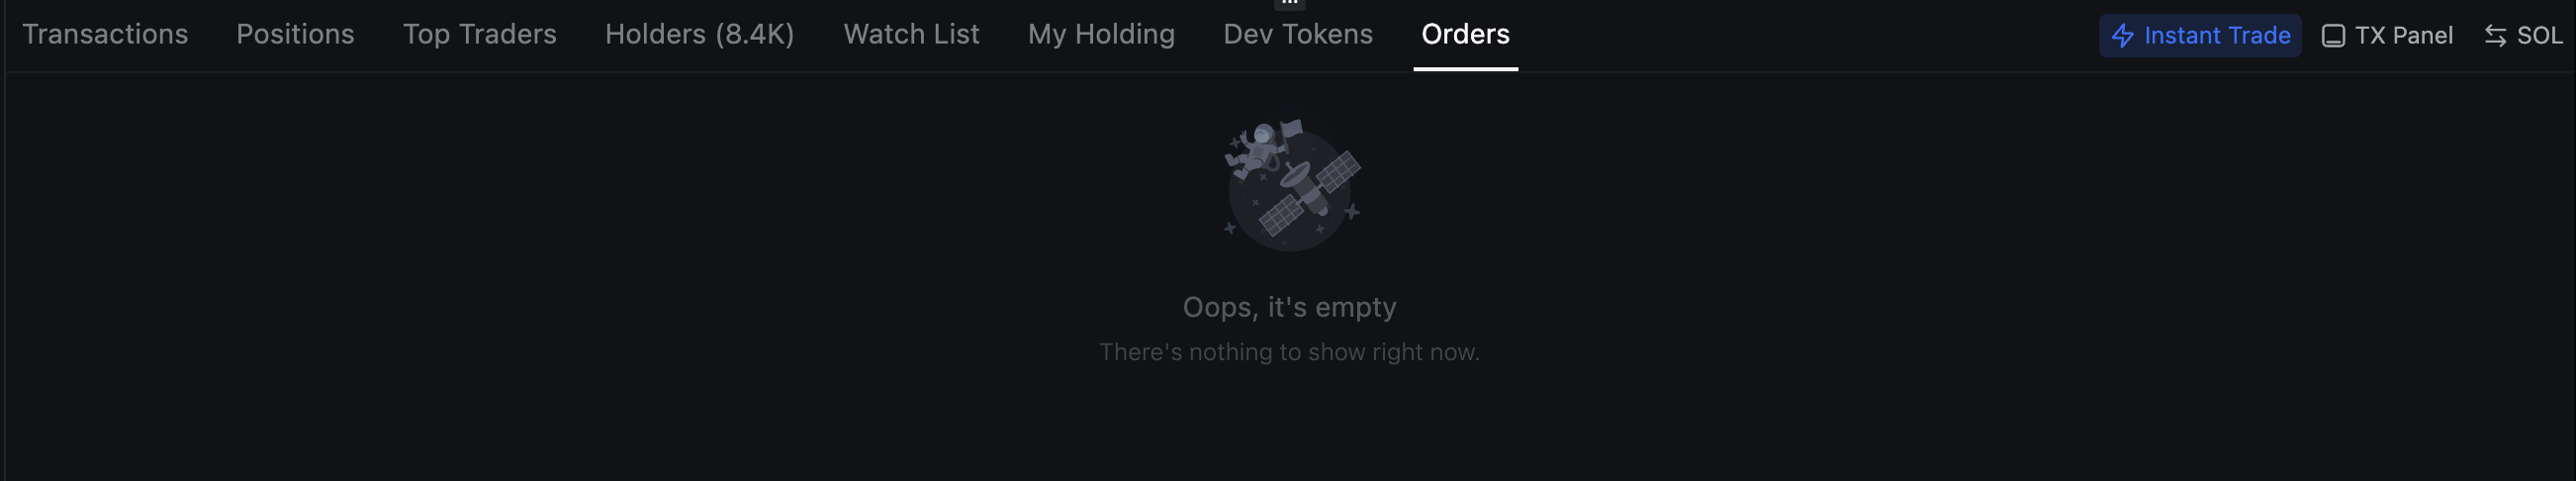 Transactions Positions Top Traders Holders (8.4K) Watch List My Holding Dev Tokens Orders Instant Trade TX Panel SOL
Oops, it's empty
There's nothing to show right now.